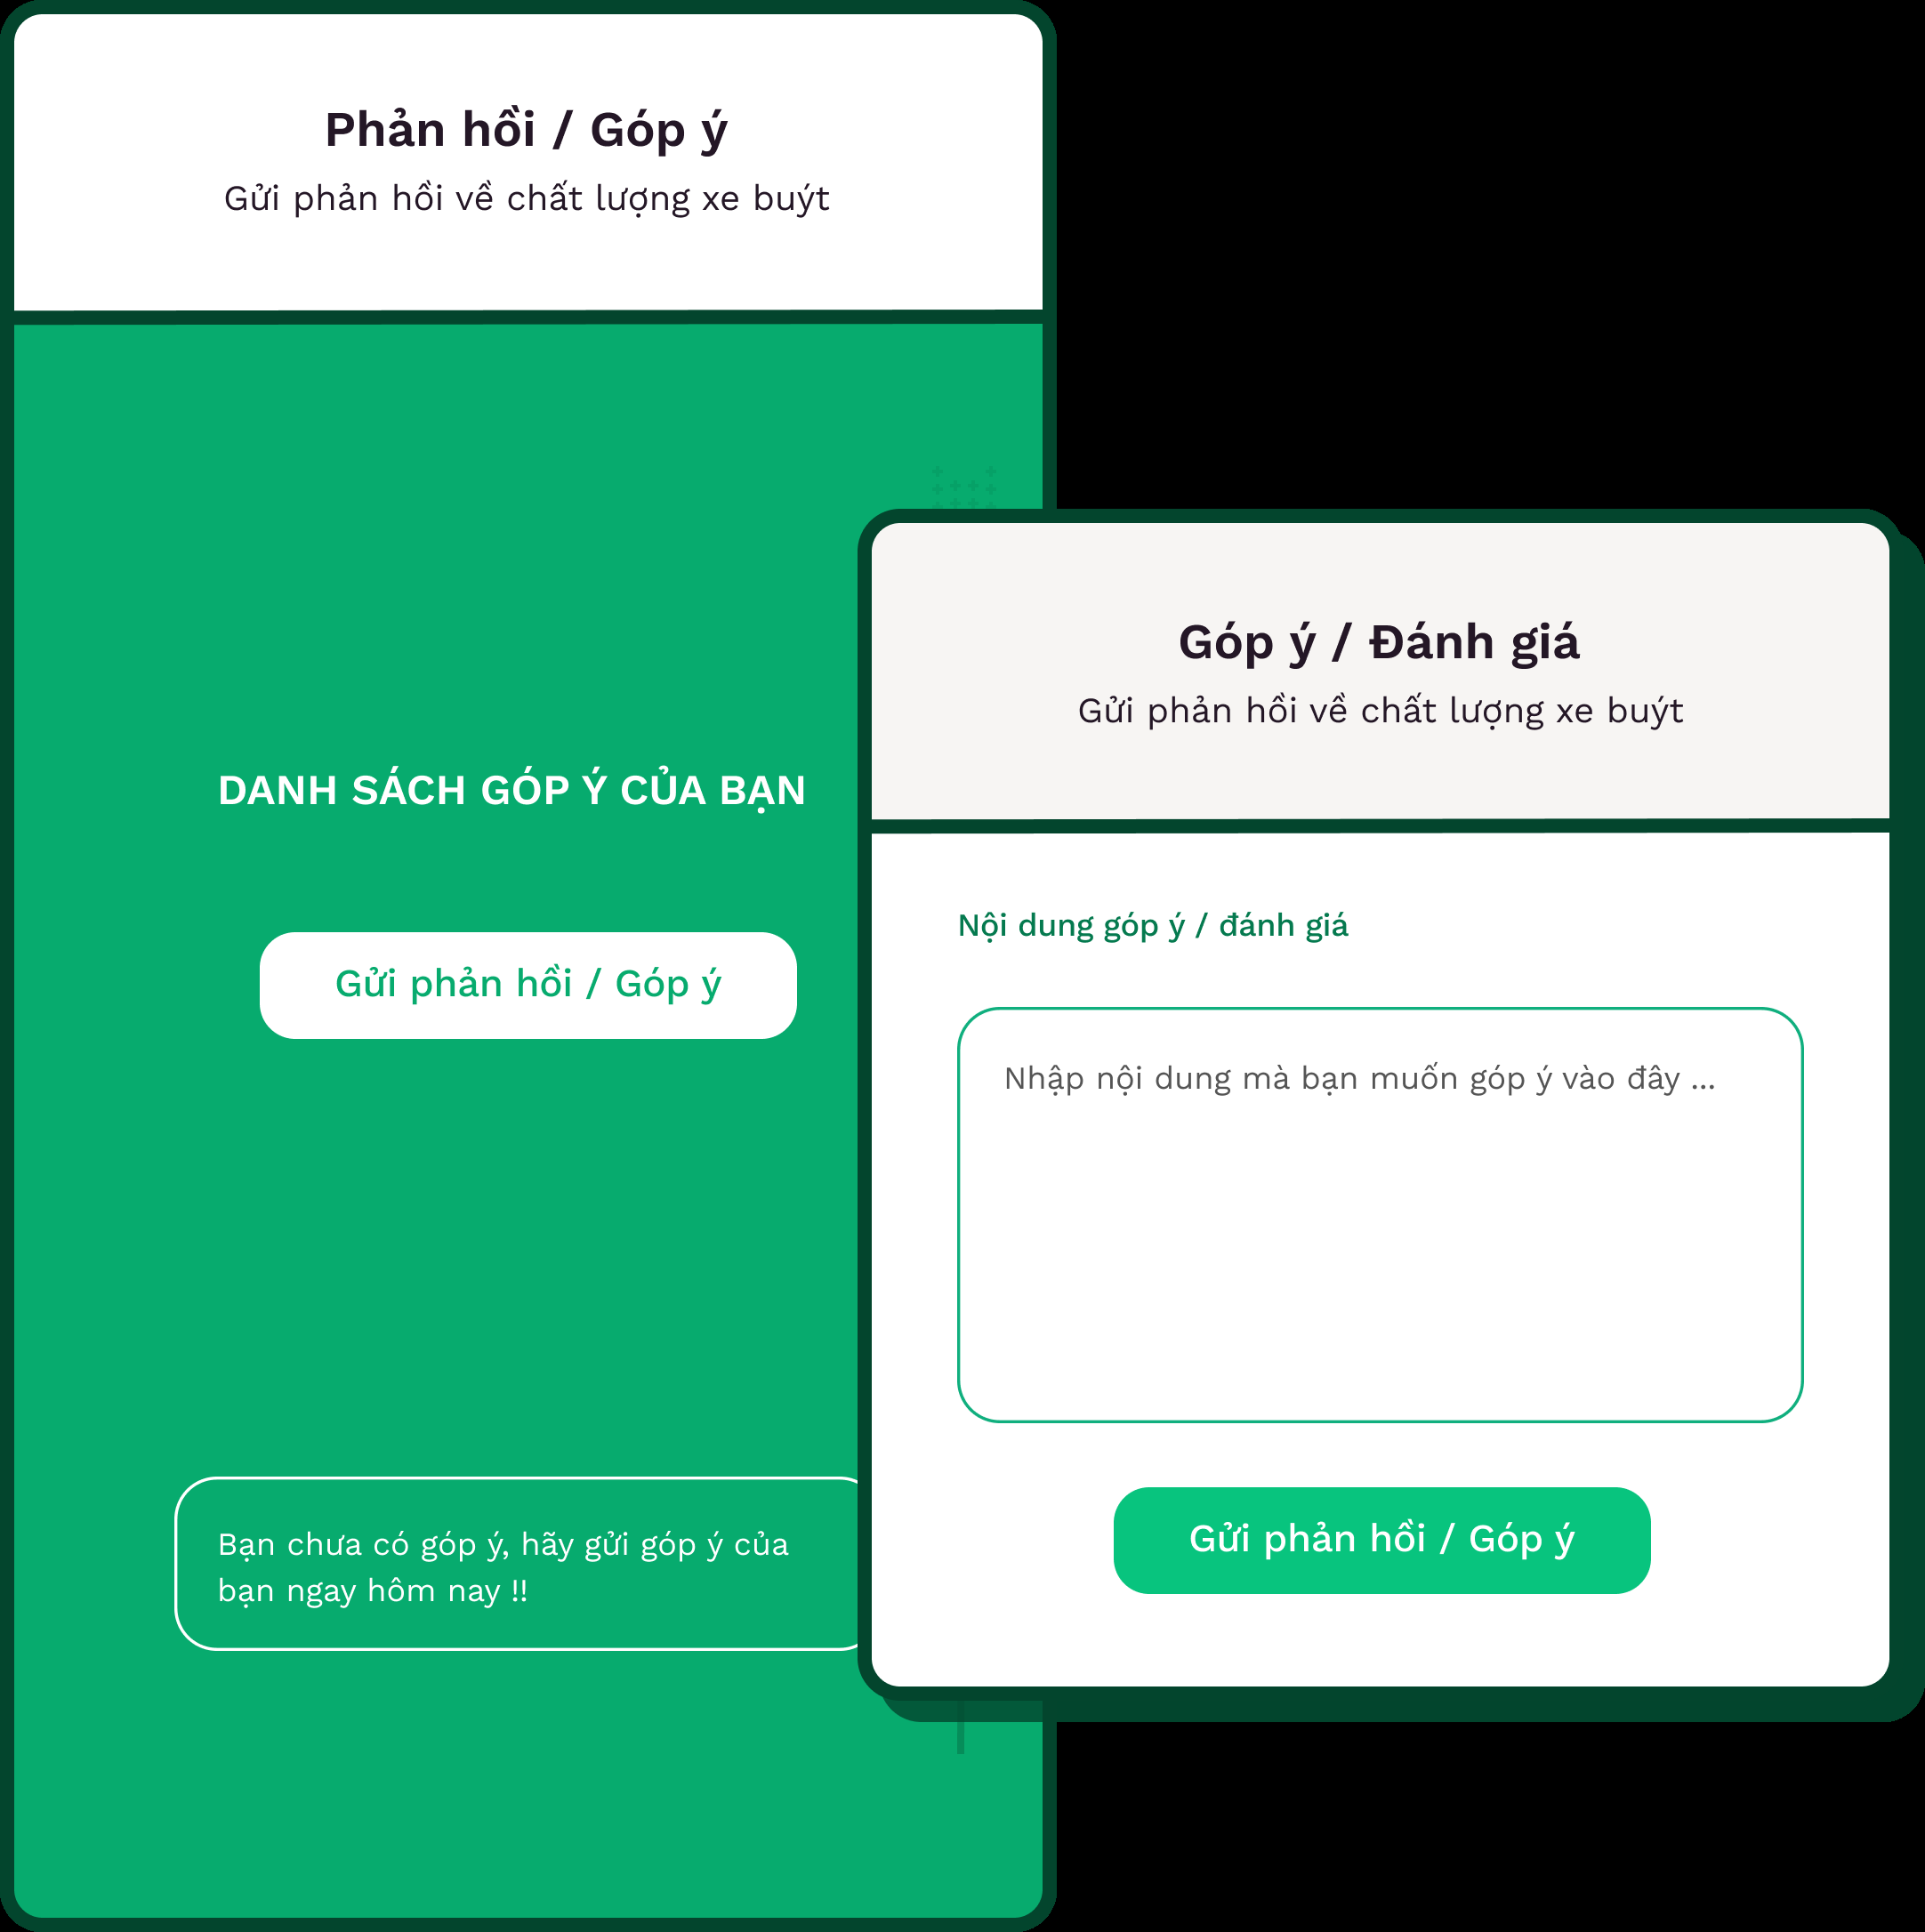 Phản hồi / Góp ý
Gửi phản hồi về chất lượng xe buýt
DANH SÁCH GÓP Ý CỦA BẠN
Gửi phản hồi / Góp ý
Bạn chưa có góp ý, hãy gửi góp ý của
bạn ngay hôm nay !!
Góp ý / Đánh giá
Gửi phản hồi về chất lượng xe buýt
Nội dung góp ý / đánh giá
Nhập nội dung mà bạn muốn góp ý vào đây ...
Gửi phản hồi / Góp ý